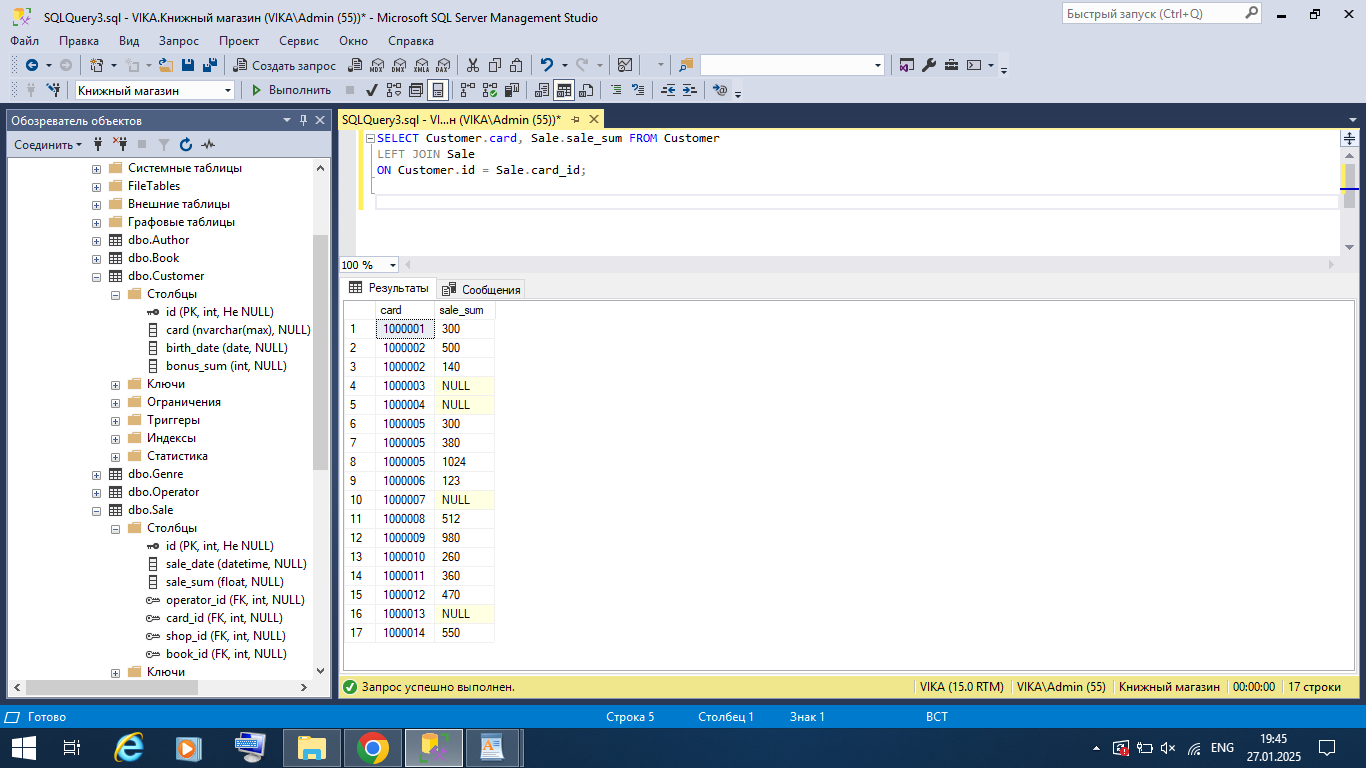 SQLQuery3.sql - VIKA.Книжный магазин (VIKA\Admin (55))* - Microsoft SQL Server Management Studio
Быстрый запуск (Ctrl+Q)
Файл Правка Вид Запрос Проект Сервис Окно Справка
Создать запрос MDX DMX XMLA DAX
Книжный магазин Выполнить
Обозреватель объектов
Соединить
Системные таблицы
FileTables
Внешние таблицы
Графовые таблицы
dbo.Author
dbo.Book
dbo.Customer
Столбцы
id (PK, int, Не NULL)
card (nvarchar(max), NULL)
birth_date (date, NULL)
bonus_sum (int, NULL)
Ключи
Ограничения
Триггеры
Индексы
Статистика
dbo.Genre
dbo.Operator
dbo.Sale
Столбцы
id (PK, int, Не NULL)
sale_date (datetime, NULL)
sale_sum (float, NULL)
operator_id (FK, int, NULL)
card_id (FK, int, NULL)
shop_id (FK, int, NULL)
book_id (FK, int, NULL)
Ключи
SQLQuery3.sql - VI...н (VIKA\Admin (55))*
SELECT Customer.card, Sale.sale_sum FROM Customer
LEFT JOIN Sale
ON Customer.id = Sale.card_id;
100 %
Результаты Сообщения
card sale_sum
1 1000001 300
2 1000002 500
3 1000002 140
4 1000003 NULL
5 1000004 NULL
6 1000005 300
7 1000005 380
8 1000005 1024
9 1000006 123
10 1000007 NULL
11 1000008 512
12 1000009 980
13 1000010 260
14 1000011 360
15 1000012 470
16 1000013 NULL
17 1000014 550
Запрос успешно выполнен. VIKA (15.0 RTM) VIKA\Admin (55) Книжный магазин 00:00:00 17 строки
Готово Строка 5 Столбец 1 Знак 1 ВСТ
ENG 19:45
27.01.2025